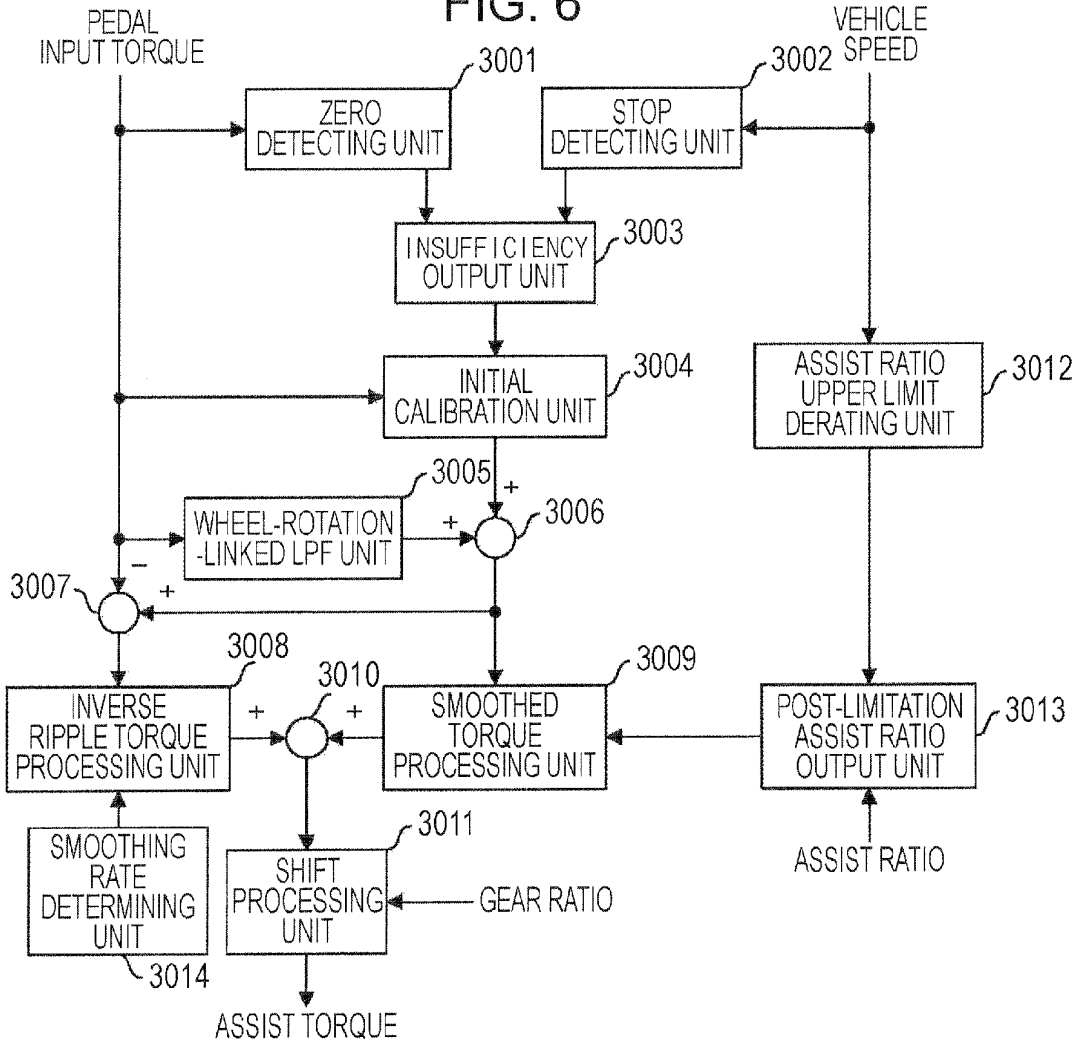 FIG. 6
PEDAL
INPUT TORQUE
VEHICLE
SPEED
3001
3002
ZERO
DETECTING UNIT
STOP
DETECTING UNIT
3003
INSUFFICIENCY
OUTPUT UNIT
3004
INITIAL
CALIBRATION UNIT
3012
ASSIST RATIO
UPPER LIMIT
DERATING UNIT
3005
+
WHEEL-ROTATION
-LINKED LPF UNIT
+
3006
−
3007
+
3008
3010
3009
INVERSE
RIPPLE TORQUE
PROCESSING UNIT
+
+
SMOOTHED
TORQUE
PROCESSING UNIT
POST-LIMITATION
ASSIST RATIO
OUTPUT UNIT
3013
3011
SMOOTHING
RATE
DETERMINING
UNIT
SHIFT
PROCESSING
UNIT
GEAR RATIO
ASSIST RATIO
3014
ASSIST TORQUE